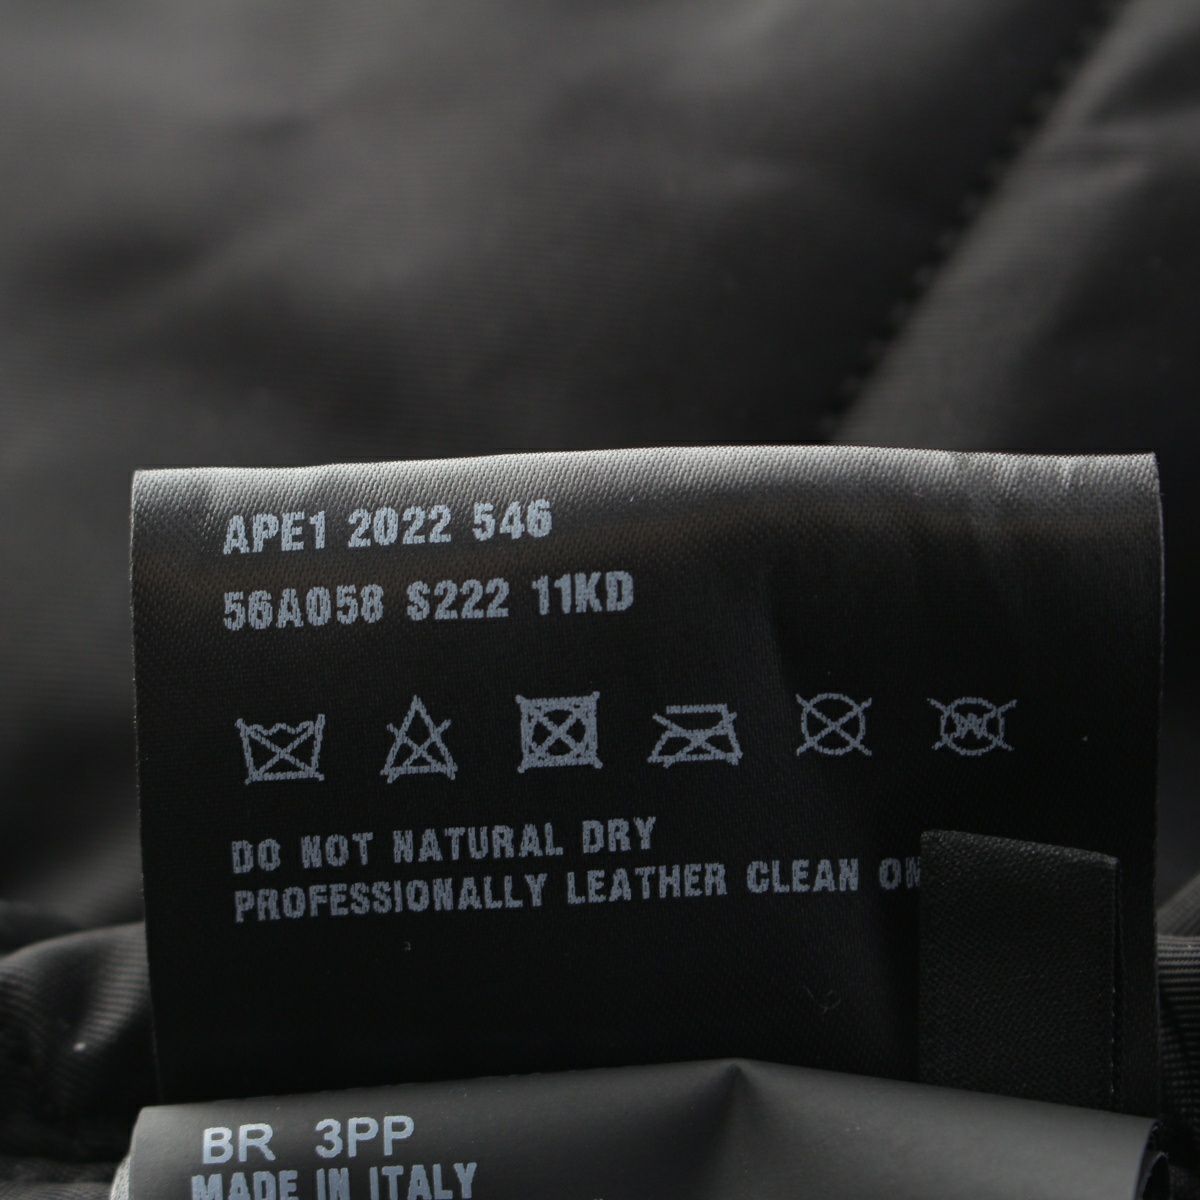 APE1 2022 546
56A058 S222 11KD
DO NOT NATURAL DRY
PROFESSIONALLY LEATHER CLEAN
BR 3PP
MADE IN ITALY